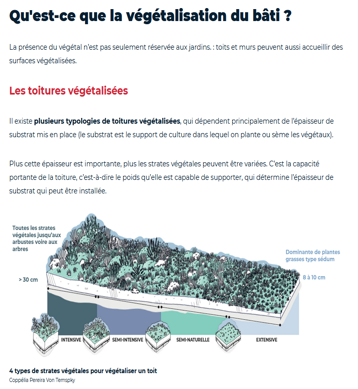 Qu'est-ce que la végétalisation du bâti ?
La présence du végétal n'est pas seulement réservée aux jardins. : toits et murs peuvent aussi accueillir des
surfaces végétalisées.
Les toitures végétalisées
Il existe plusieurs typologies de toitures végétalisées, qui dépendent principalement de l'épaisseur de
substrat mis en place (le substrat est le support de culture dans lequel on plante ou sème les végétaux).
Plus cette épaisseur est importante, plus les strates végétales peuvent être variées. C'est la capacité
portante de la toiture, c'est-à-dire le poids qu'elle est capable de supporter, qui détermine l'épaisseur de
substrat qui peut être installée.
Toutes les strates
végétales jusqu'aux
arbustes voire aux
arbres
Dominante de plantes
grasses type sédum
> 30 cm
8 à 10 cm
INTENSIVE
SEMI-INTENSIVE
SEMI-NATURELLE
EXTENSIVE
4 types de strates végétales pour végétaliser un toit
Coppélia Pereira Von Ternspky